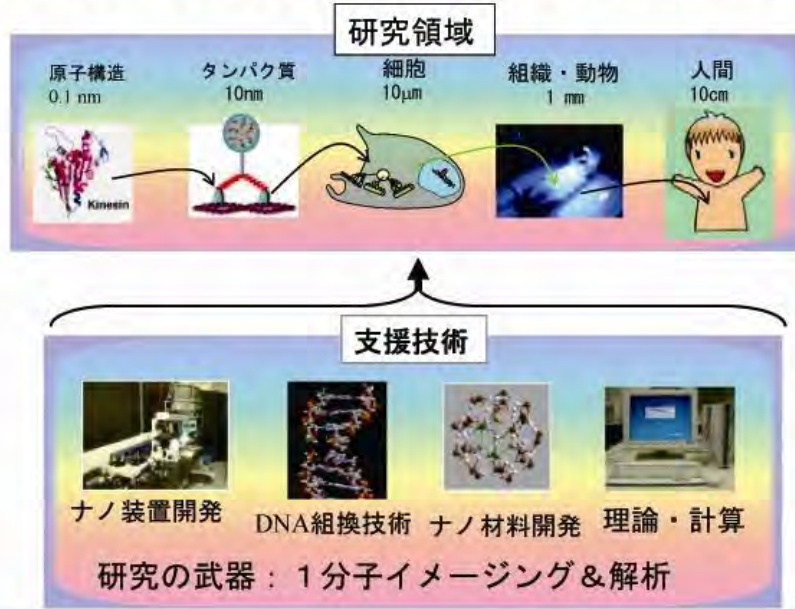 研究領域
原子構造
0.1 nm
タンパク質
10nm
細胞
10μm
組織・動物
1 mm
人間
10cm
Kinesin
支援技術
ナノ装置開発
DNA組換技術
ナノ材料開発
理論・計算
研究の武器：１分子イメージング＆解析